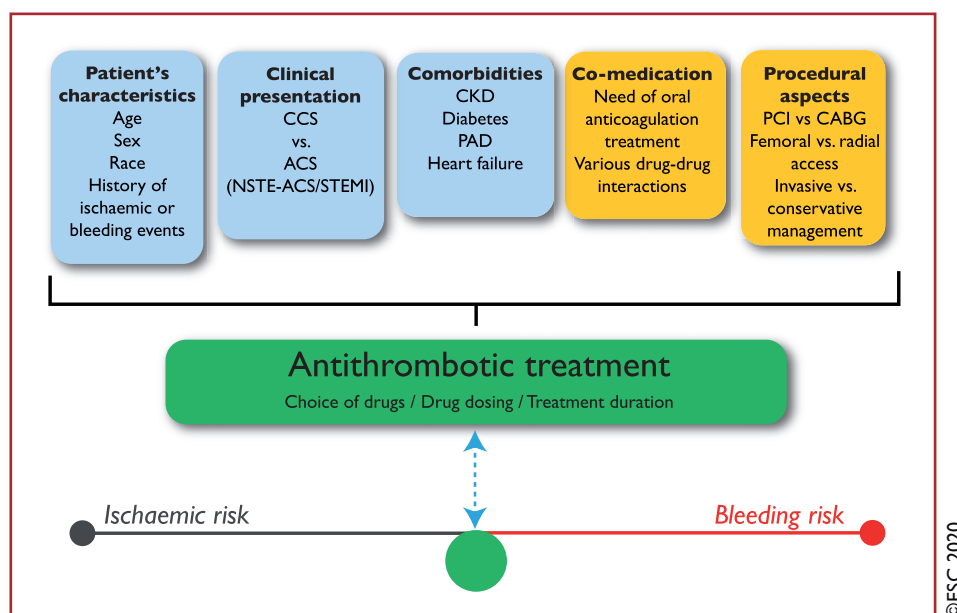 Patient's
characteristics
Age
Sex
Race
History of
ischaemic or
bleeding events
Clinical
presentation
CCS
vs.
ACS
(NSTE-ACS/STEMI)
Comorbidities
CKD
Diabetes
PAD
Heart failure
Co-medication
Need of oral
anticoagulation
treatment
Various drug-drug
interactions
Procedural
aspects
PCI vs CABG
Femoral vs. radial
access
Invasive vs.
conservative
management
Antithrombotic treatment
Choice of drugs / Drug dosing / Treatment duration
Ischaemic risk
Bleeding risk
©ESC 2020